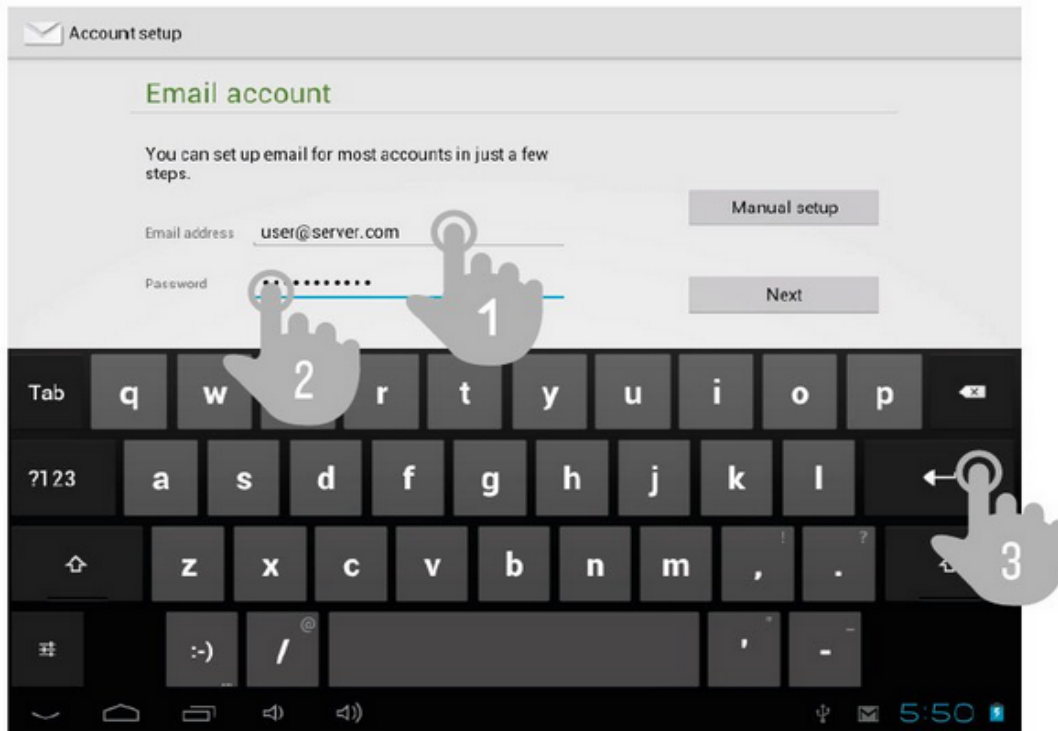 Account setup
Email account
You can set up email for most accounts in just a few
steps.
Manual setup
Email address user@server.com
Password •••••••••••
Next
1
2
Tab q w r t y u i o p
?123 a s d f g h j k l
3
! ?
z x c v b n m , .
@ " _
:-) / ' -
...
5:50